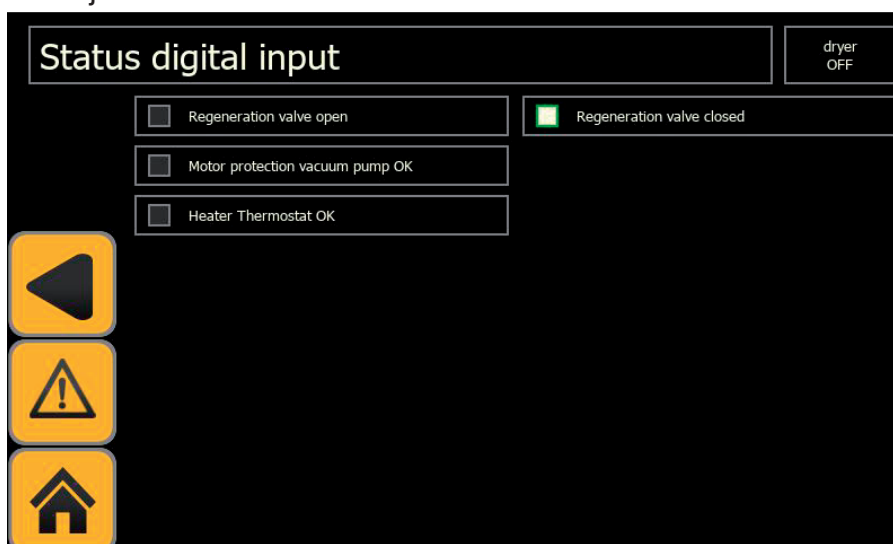 Status digital input
dryer
OFF
Regeneration valve open
Regeneration valve closed
Motor protection vacuum pump OK
Heater Thermostat OK